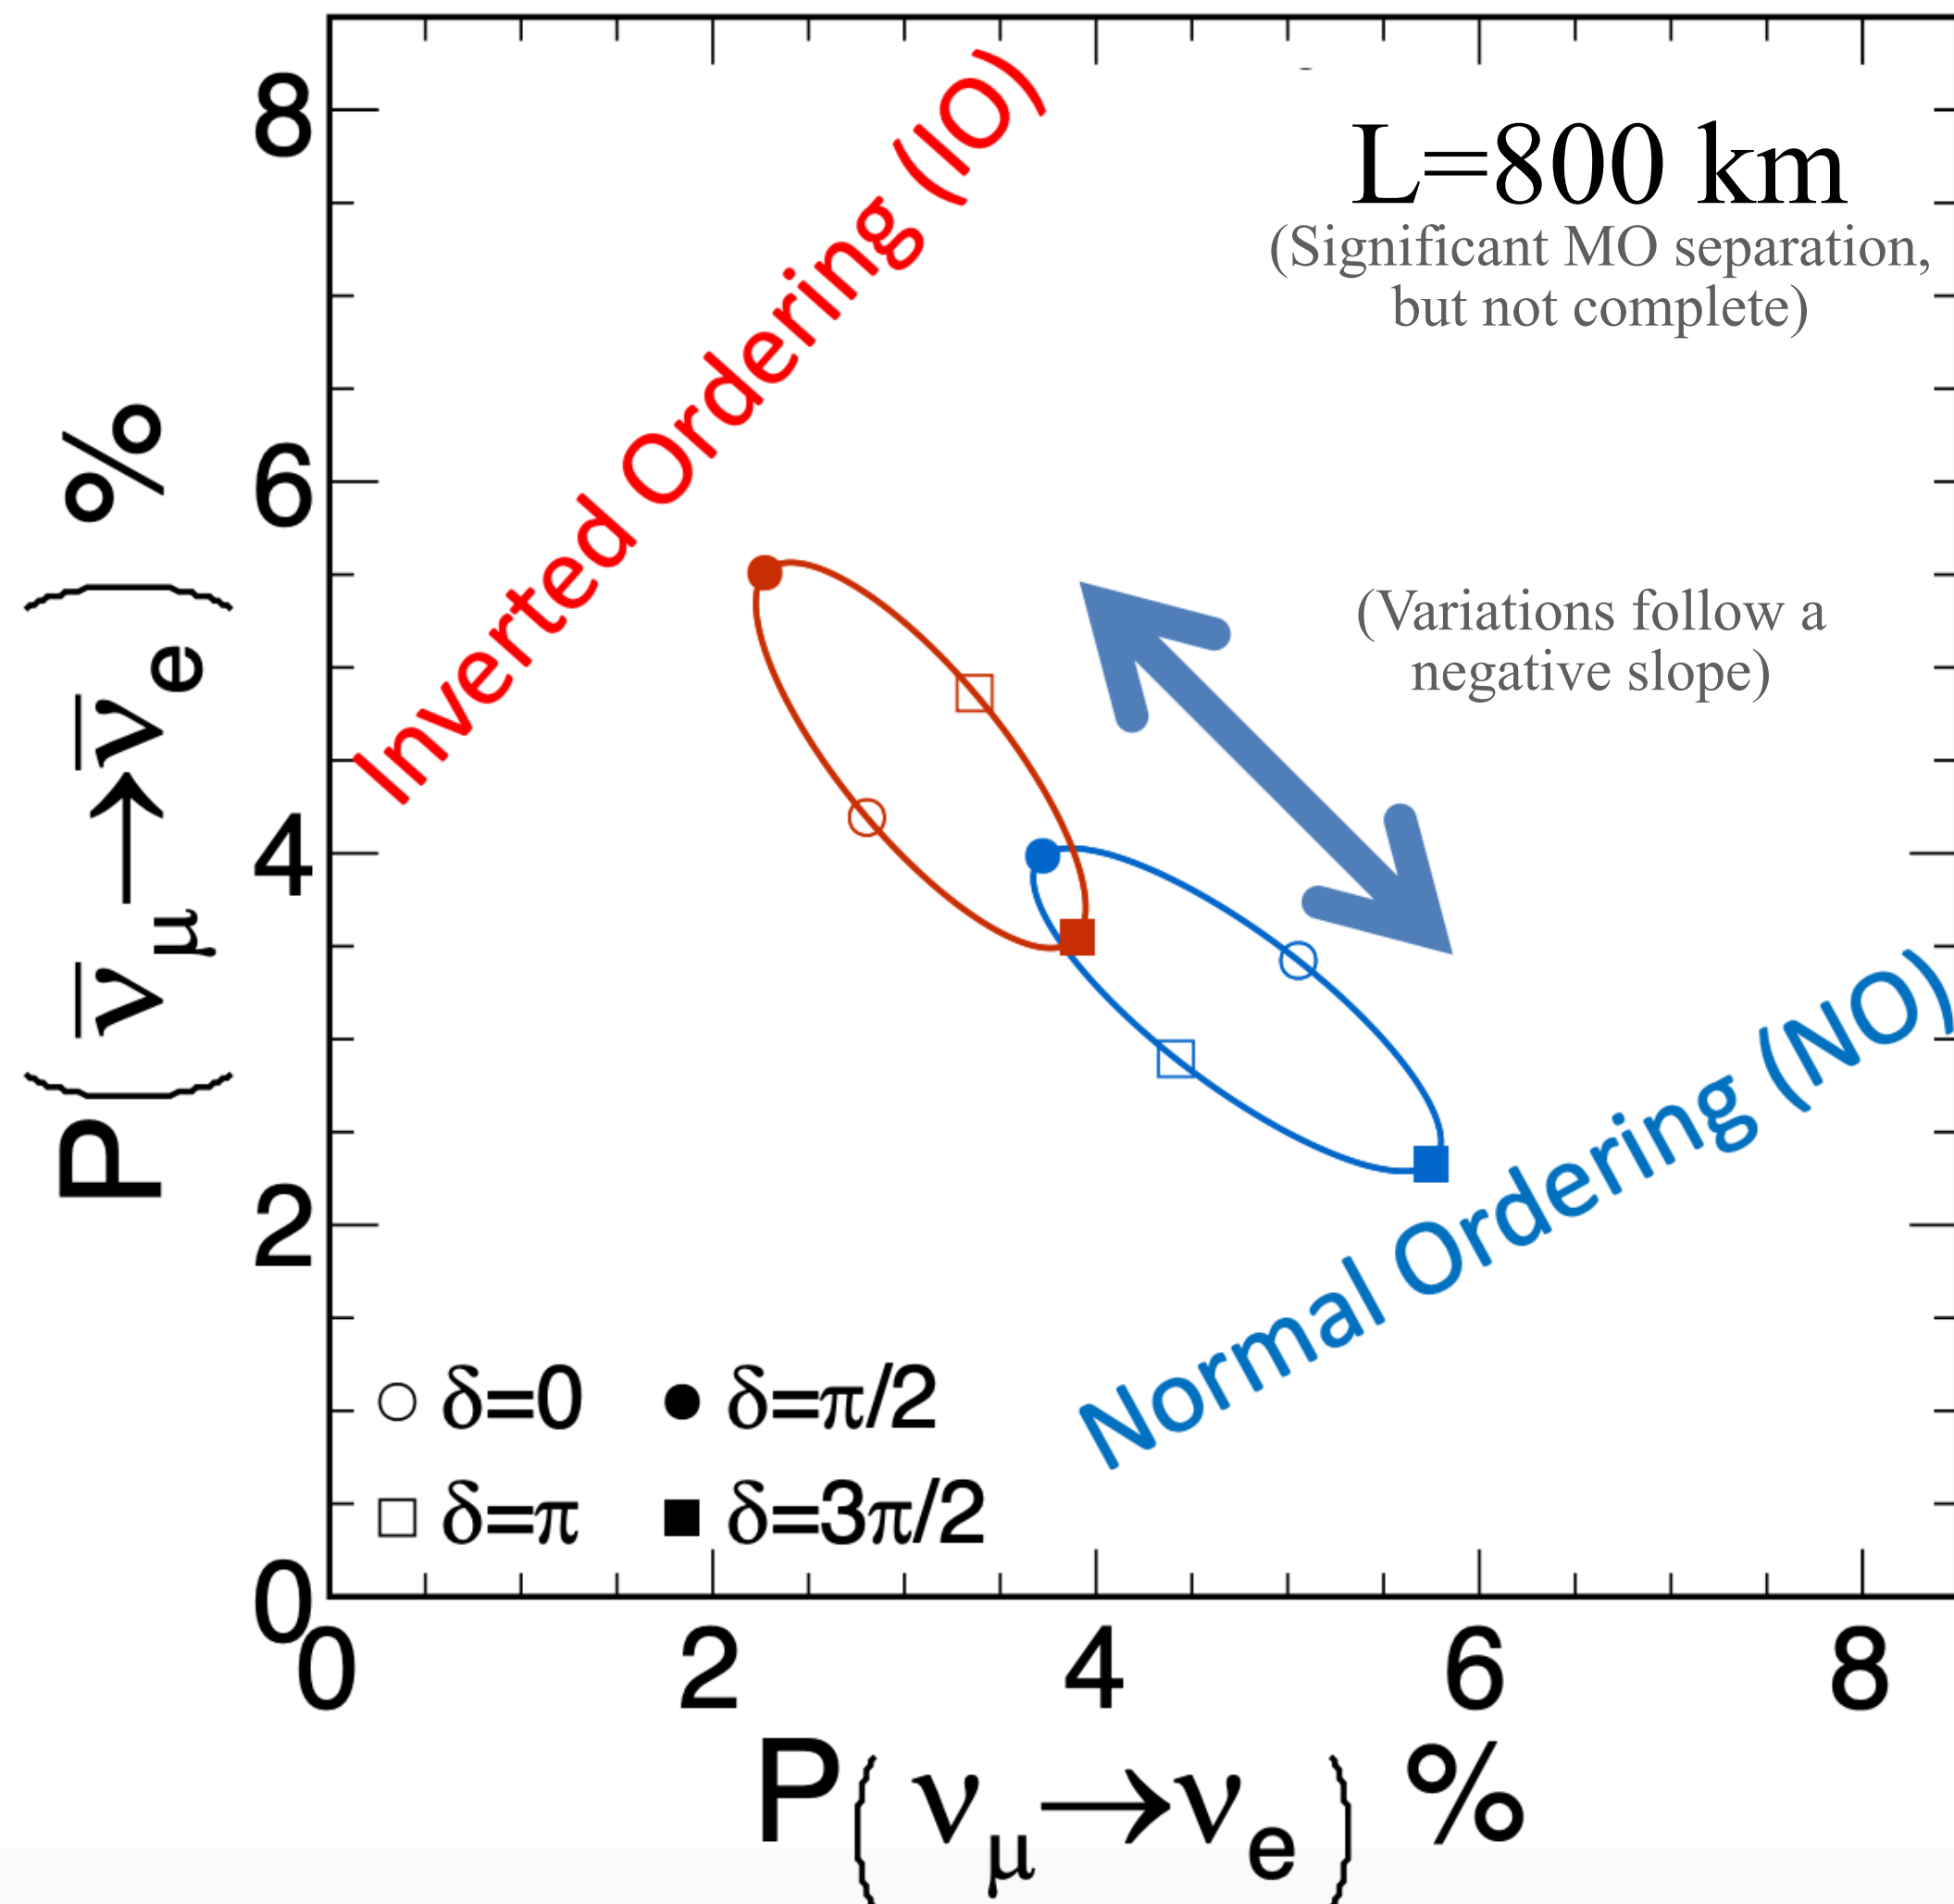 8
6
4
2
0
0 2 4 6 8
P(ν̅μ→ν̅e) %
P(νμ→νe) %
Inverted Ordering (IO)
L=800 km
(Significant MO separation,
but not complete)
(Variations follow a
negative slope)
Normal Ordering (NO)
δ=0 δ=π/2
δ=π δ=3π/2